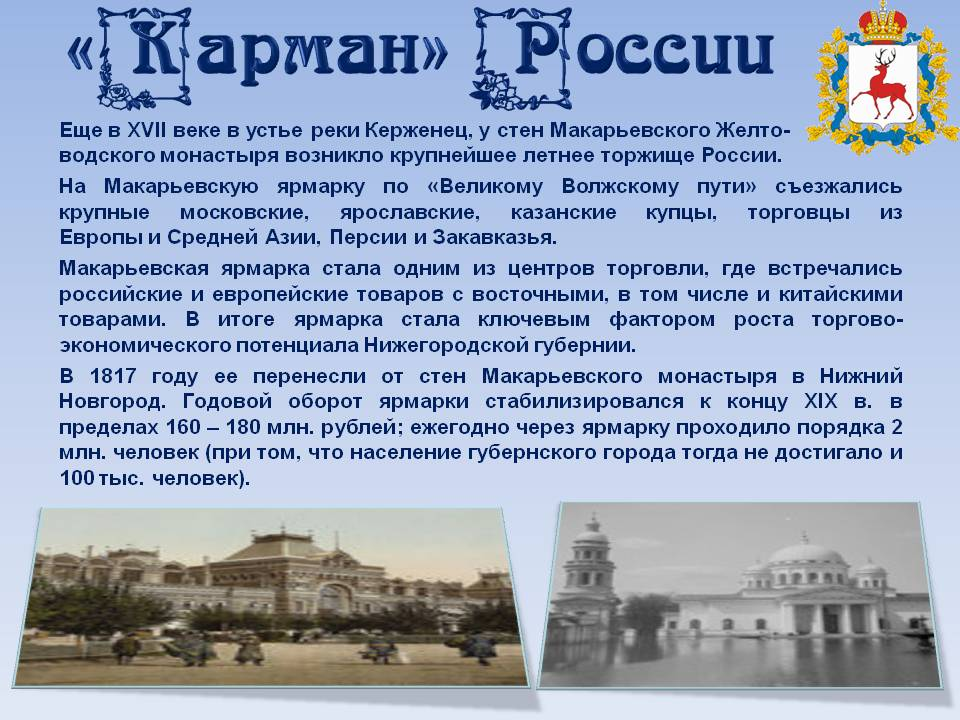 «Карман» России
Еще в XVII веке в устье реки Керженец, у стен Макарьевского Желто-
водского монастыря возникло крупнейшее летнее торжище России.
На Макарьевскую ярмарку по «Великому Волжскому пути» съезжались
крупные московские, ярославские, казанские купцы, торговцы из
Европы и Средней Азии, Персии и Закавказья.
Макарьевская ярмарка стала одним из центров торговли, где встречались
российские и европейские товаров с восточными, в том числе и китайскими
товарами. В итоге ярмарка стала ключевым фактором роста торгово-
экономического потенциала Нижегородской губернии.
В 1817 году ее перенесли от стен Макарьевского монастыря в Нижний
Новгород. Годовой оборот ярмарки стабилизировался к концу XIX в. в
пределах 160 – 180 млн. рублей; ежегодно через ярмарку проходило порядка 2
млн. человек (при том, что население губернского города тогда не достигало и
100 тыс. человек).